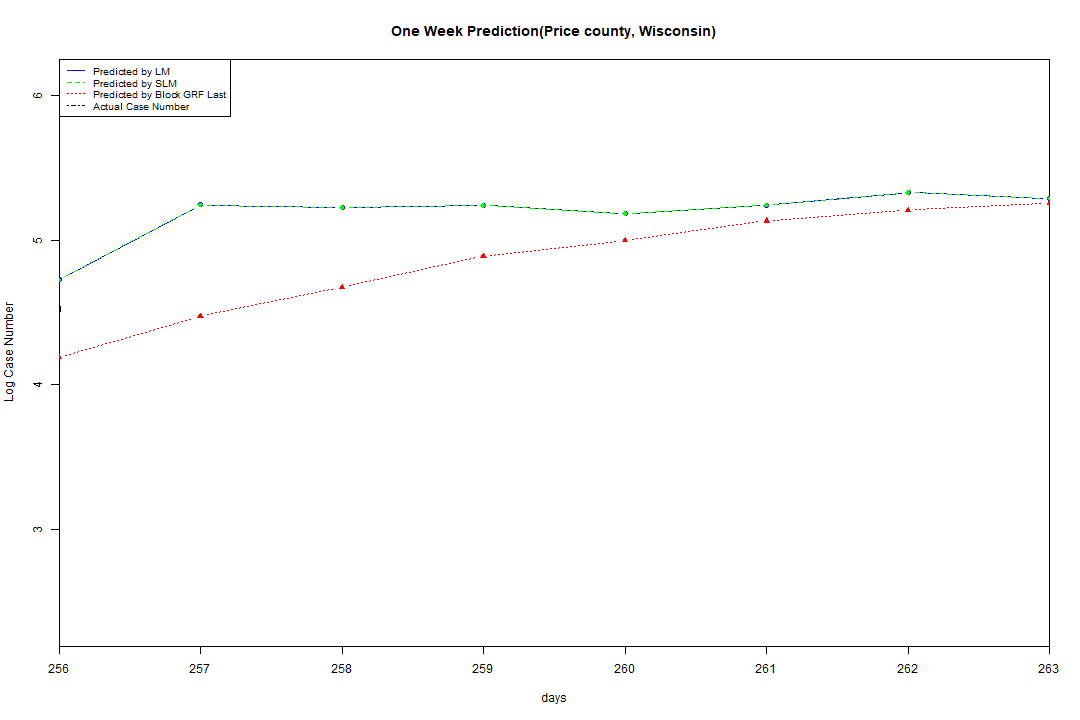 One Week Prediction(Price county, Wisconsin)
Predicted by LM
Predicted by SLM
Predicted by Block GRF Last
Actual Case Number
6
5
4
3
Log Case Number
256 257 258 259 260 261 262 263
days